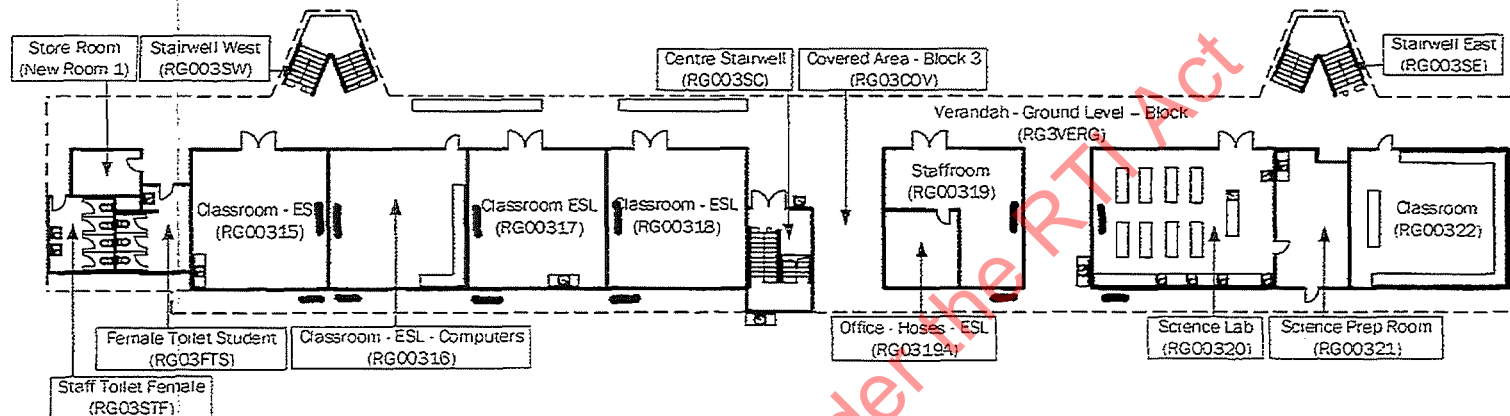 Store Room
(New Room 1)
Stairwell West
(RG003SW)
Centre Stairwell
(RG003SC)
Covered Area - Block 3
(RG03COV)
Stairwell East
(RG003SE)
Verandah - Ground Level – Block
(RG3VERG)
Classroom - ES
(RG00315)
Classroom ESL
(RG00317)
Classroom - ESL
(RG00318)
Staffroom
(RG00319)
Classroom
(RG00322)
Female Toilet Student
(RG03FTS)
Classroom - ESL - Computers
(RG00316)
Office - Hoses - ESL
(RG0319A)
Science Lab
(RG00320)
Science Prep Room
(RG00321)
Staff Toilet Female
(RG03STF)
der the RTI Act